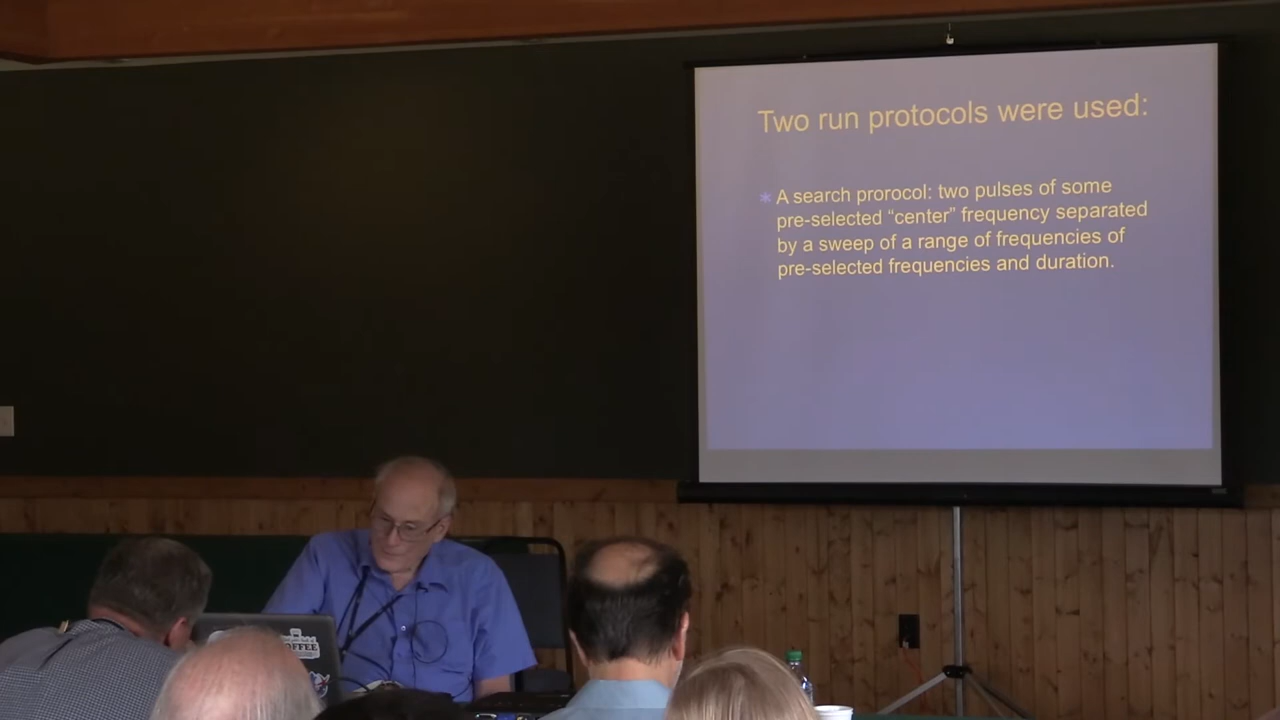 Two run protocols were used:
* A search prorocol: two pulses of some
pre-selected “center” frequency separated
by a sweep of a range of frequencies of
pre-selected frequencies and duration.